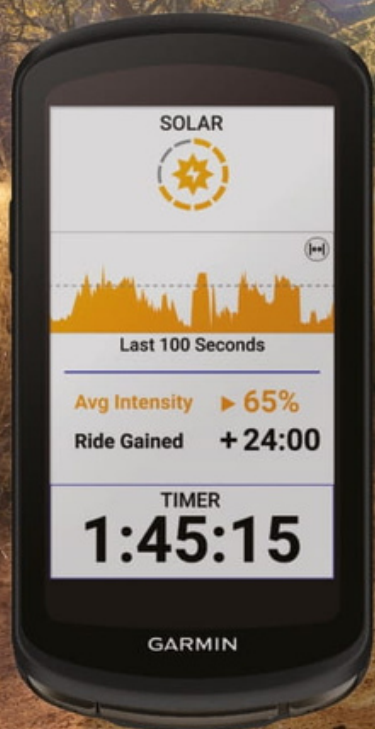 SOLAR
Last 100 Seconds
Avg Intensity ▸ 65%
Ride Gained +24:00
TIMER
1:45:15
GARMIN